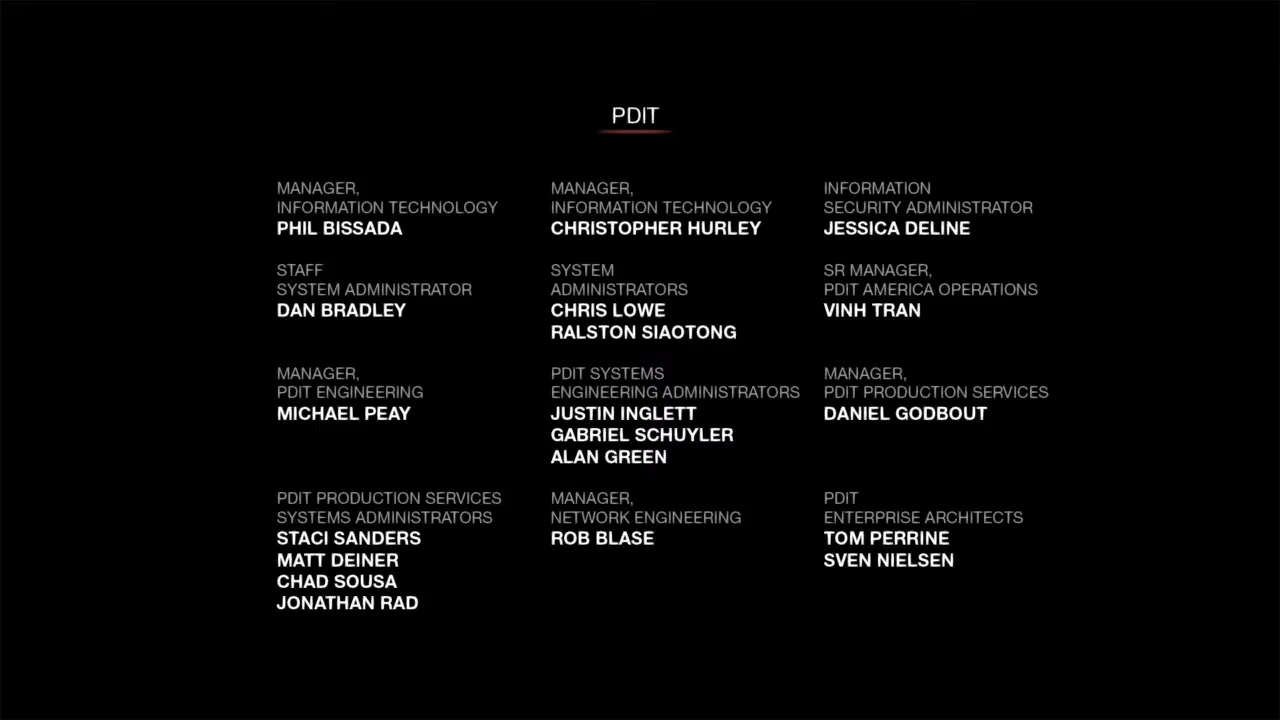 PDIT
MANAGER,
INFORMATION TECHNOLOGY
PHIL BISSADA
MANAGER,
INFORMATION TECHNOLOGY
CHRISTOPHER HURLEY
INFORMATION
SECURITY ADMINISTRATOR
JESSICA DELINE
STAFF
SYSTEM ADMINISTRATOR
DAN BRADLEY
SYSTEM
ADMINISTRATORS
CHRIS LOWE
RALSTON SIAOTONG
SR MANAGER,
PDIT AMERICA OPERATIONS
VINH TRAN
MANAGER,
PDIT ENGINEERING
MICHAEL PEAY
PDIT SYSTEMS
ENGINEERING ADMINISTRATORS
JUSTIN INGLETT
GABRIEL SCHUYLER
ALAN GREEN
MANAGER,
PDIT PRODUCTION SERVICES
DANIEL GODBOUT
PDIT PRODUCTION SERVICES
SYSTEMS ADMINISTRATORS
STACI SANDERS
MATT DEINER
CHAD SOUSA
JONATHAN RAD
MANAGER,
NETWORK ENGINEERING
ROB BLASE
PDIT
ENTERPRISE ARCHITECTS
TOM PERRINE
SVEN NIELSEN